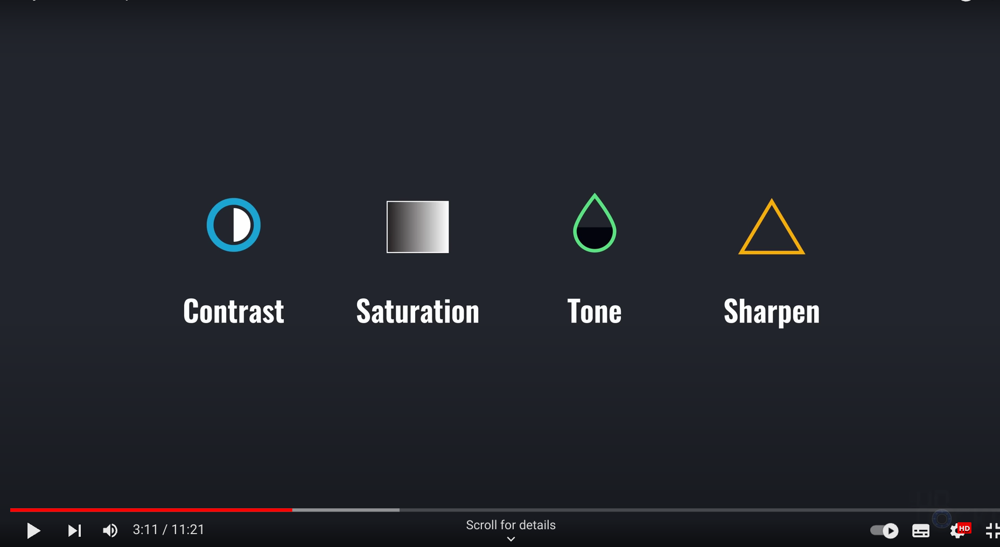 Contrast Saturation Tone Sharpen
3:11 / 11:21
Scroll for details
HD